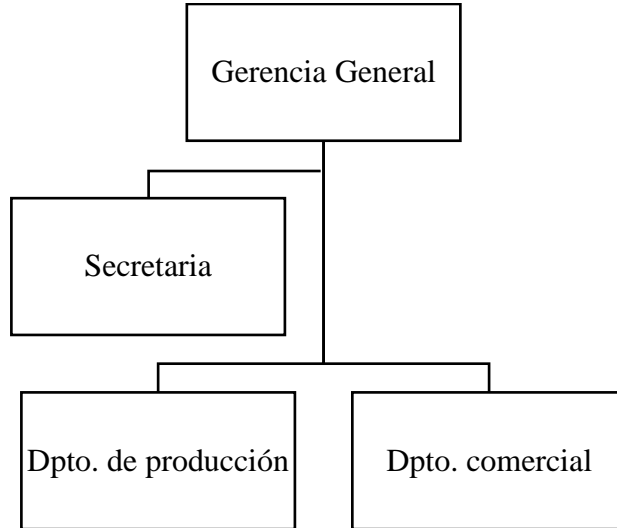 Gerencia General
Secretaria
Dpto. de producción
Dpto. comercial